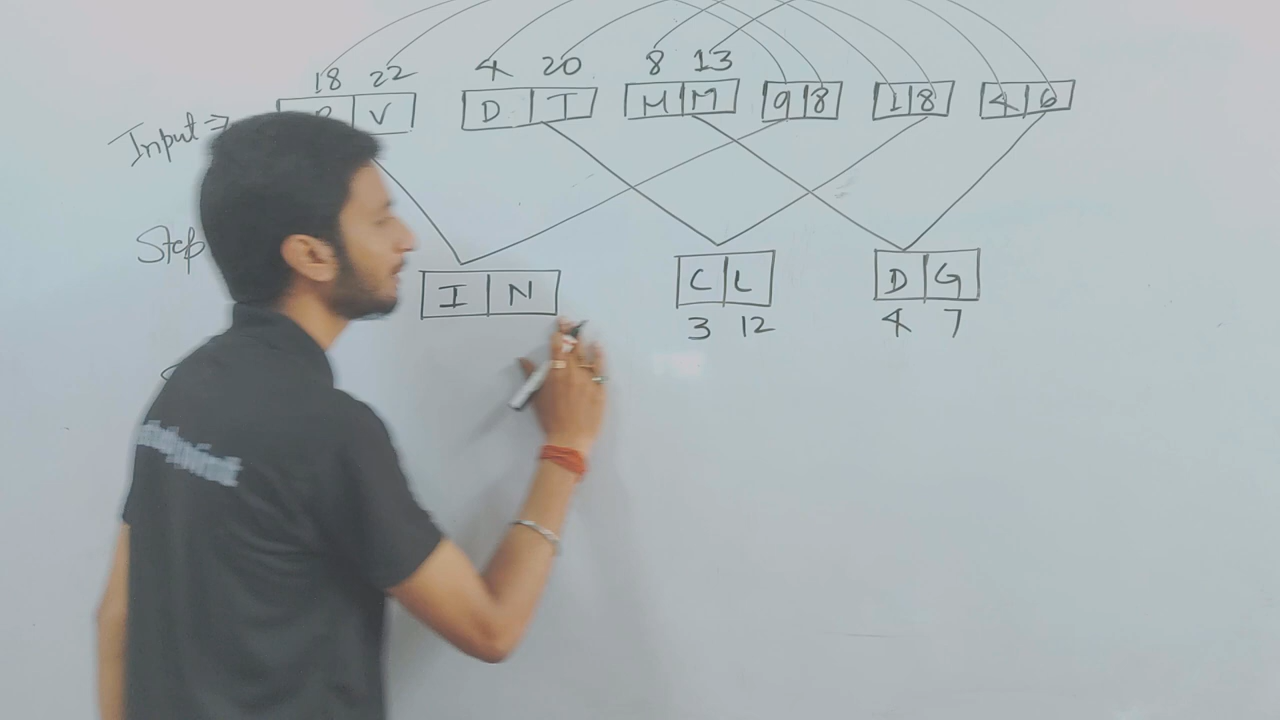 18 22 4 20 8 13
Input ⇒ V D T H M 9 8 1 8 4 6
Step
I N C L D G
3 12 4 7